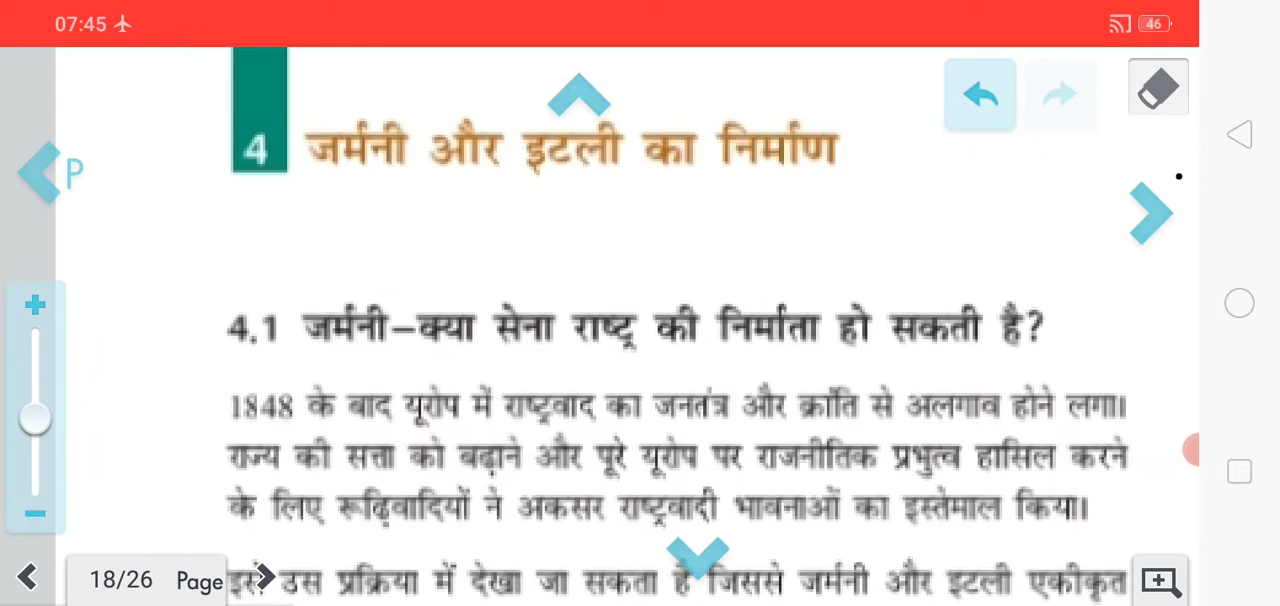 07:45
46
4 जर्मनी और इटली का निर्माण
P
4.1 जर्मनी–क्या सेना राष्ट्र की निर्माता हो सकती है?
1848 के बाद यूरोप में राष्ट्रवाद का जनतंत्र और क्रांति से अलगाव होने लगा।
राज्य की सत्ता को बढ़ाने और पूरे यूरोप पर राजनीतिक प्रभुत्व हासिल करने
के लिए रूढ़िवादियों ने अकसर राष्ट्रवादी भावनाओं का इस्तेमाल किया।
18/26 Page
इसे उस प्रक्रिया में देखा जा सकता है जिससे जर्मनी और इटली एकीकृत